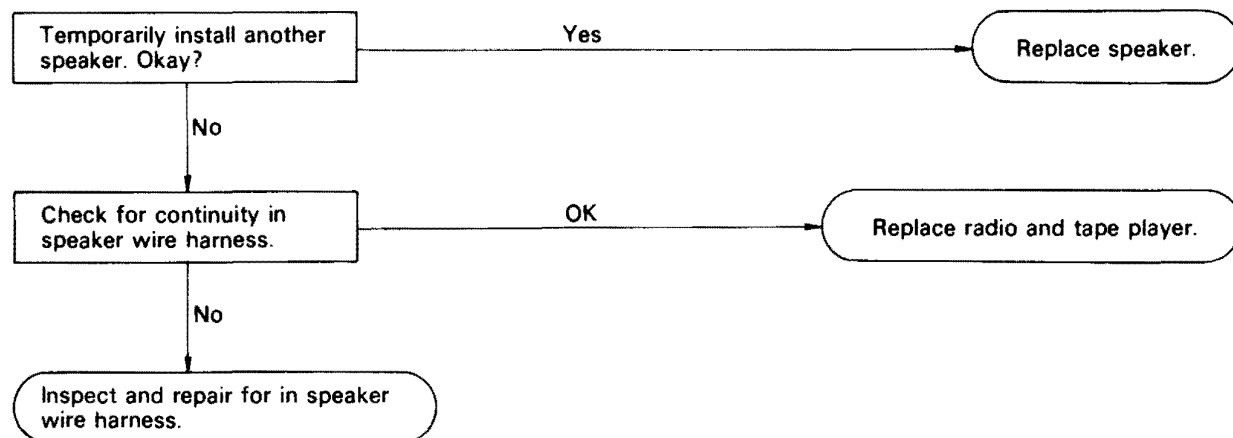 Temporarily install another
speaker. Okay?
Yes
Replace speaker.
No
Check for continuity in
speaker wire harness.
OK
Replace radio and tape player.
No
Inspect and repair for in speaker
wire harness.